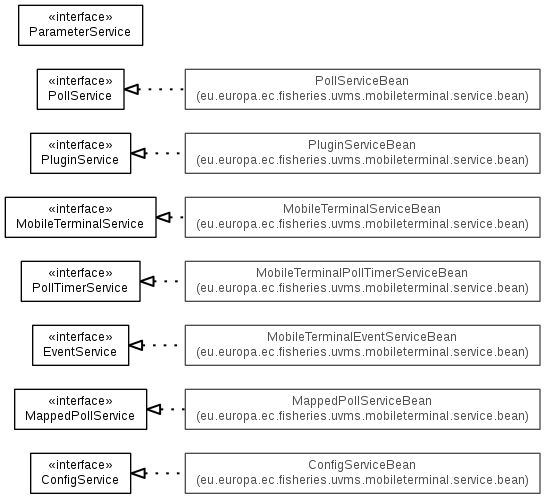 «interface»
ParameterService
«interface»
PollService
PollServiceBean
(eu.europa.ec.fisheries.uvms.mobileterminal.service.bean)
«interface»
PluginService
PluginServiceBean
(eu.europa.ec.fisheries.uvms.mobileterminal.service.bean)
«interface»
MobileTerminalService
MobileTerminalServiceBean
(eu.europa.ec.fisheries.uvms.mobileterminal.service.bean)
«interface»
PollTimerService
MobileTerminalPollTimerServiceBean
(eu.europa.ec.fisheries.uvms.mobileterminal.service.bean)
«interface»
EventService
MobileTerminalEventServiceBean
(eu.europa.ec.fisheries.uvms.mobileterminal.service.bean)
«interface»
MappedPollService
MappedPollServiceBean
(eu.europa.ec.fisheries.uvms.mobileterminal.service.bean)
«interface»
ConfigService
ConfigServiceBean
(eu.europa.ec.fisheries.uvms.mobileterminal.service.bean)